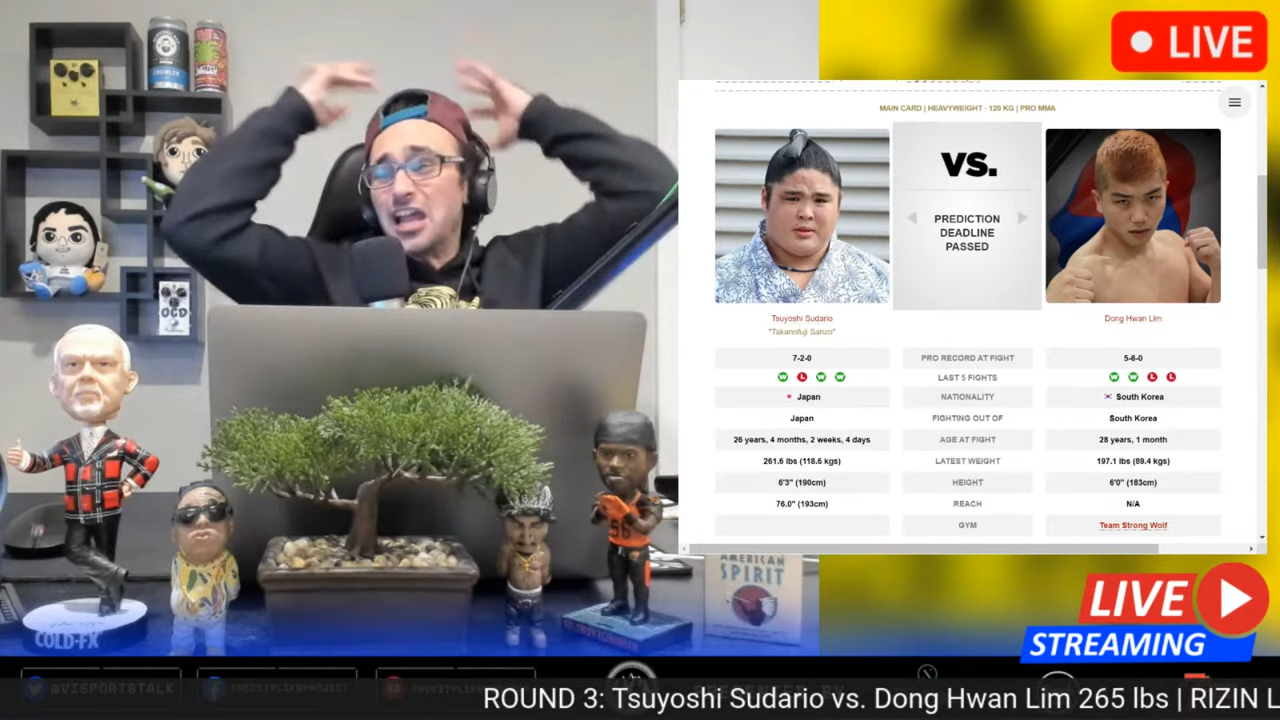 LIVE
CROWLER
OCD
MAIN CARD | HEAVYWEIGHT · 120 KG | PRO MMA
VS.
PREDICTION
DEADLINE
PASSED
Tsuyoshi Sudario
"Takanofuji Sanzo"
Dong Hwan Lim
7-2-0 PRO RECORD AT FIGHT 5-6-0
W L W W LAST 5 FIGHTS W W L L
Japan NATIONALITY South Korea
Japan FIGHTING OUT OF South Korea
26 years, 4 months, 2 weeks, 4 days AGE AT FIGHT 28 years, 1 month
261.6 lbs (118.6 kgs) LATEST WEIGHT 197.1 lbs (89.4 kgs)
6'3" (190cm) HEIGHT 6'0" (183cm)
76.0" (193cm) REACH N/A
GYM Team Strong Wolf
56
AMERICAN
SPIRIT
COLD-FX
LIVE
STREAMING
@VISPORTSTALK
THECITYLIFEPROJECT
ROUND 3: Tsuyoshi Sudario vs. Dong Hwan Lim 265 lbs | RIZIN L